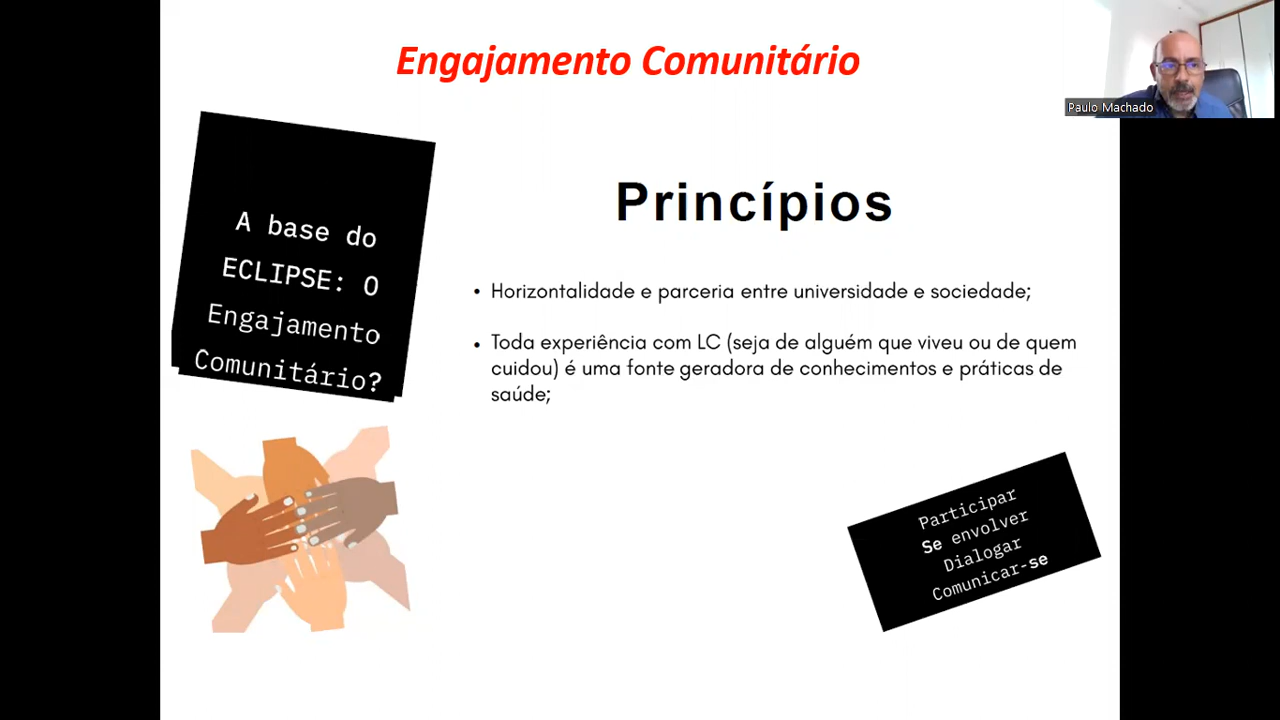 Engajamento Comunitário
Paulo Machado
A base do
ECLIPSE: O
Engajamento
Comunitário?
Princípios
• Horizontalidade e parceria entre universidade e sociedade;
• Toda experiência com LC (seja de alguém que viveu ou de quem
cuidou) é uma fonte geradora de conhecimentos e práticas de
saúde;
Participar
Se envolver
Dialogar
Comunicar-se